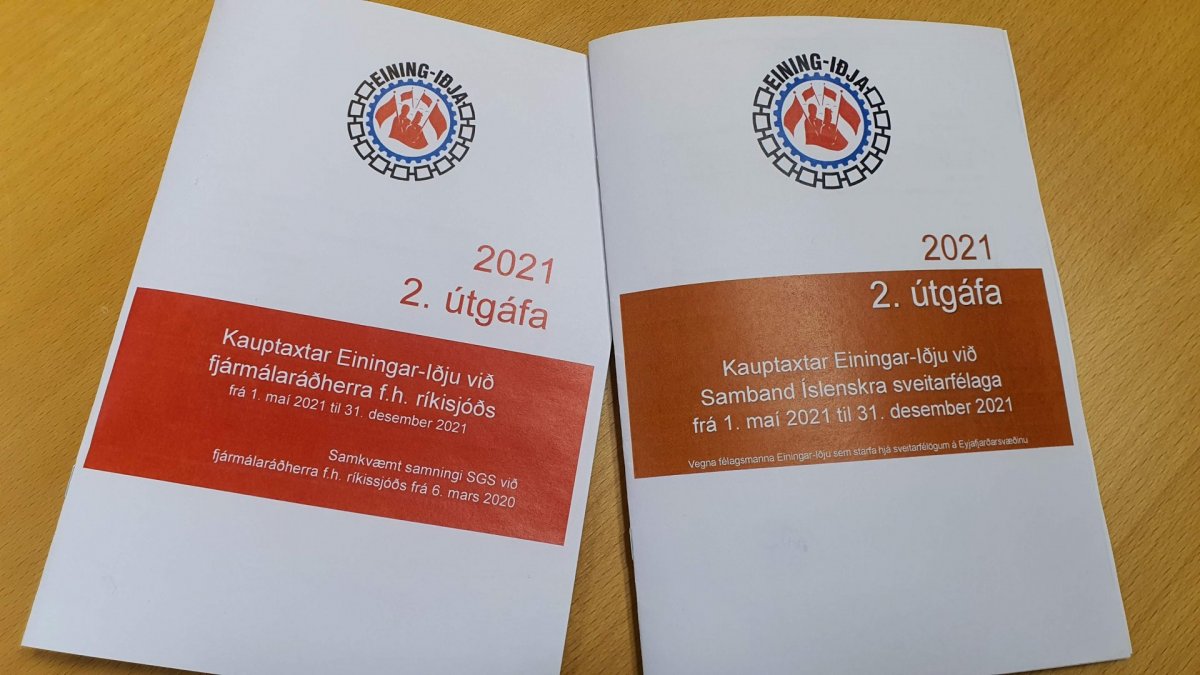 EINING-IÐJA
2021
2. útgáfa
Kauptaxtar Einingar-Iðju við
fjármálaráðherra f.h. ríkisjóðs
frá 1. maí 2021 til 31. desember 2021
Samkvæmt samningi SGS við
fjármálaráðherra f.h. ríkissjóðs frá 6. mars 2020
EINING-IÐJA
2021
2. útgáfa
Kauptaxtar Einingar-Iðju við
Samband Íslenskra sveitarfélaga
frá 1. maí 2021 til 31. desember 2021
Vegna félagsmanna Einingar-Iðju sem starfa hjá sveitarfélögum á Eyjafjarðarsvæðinu